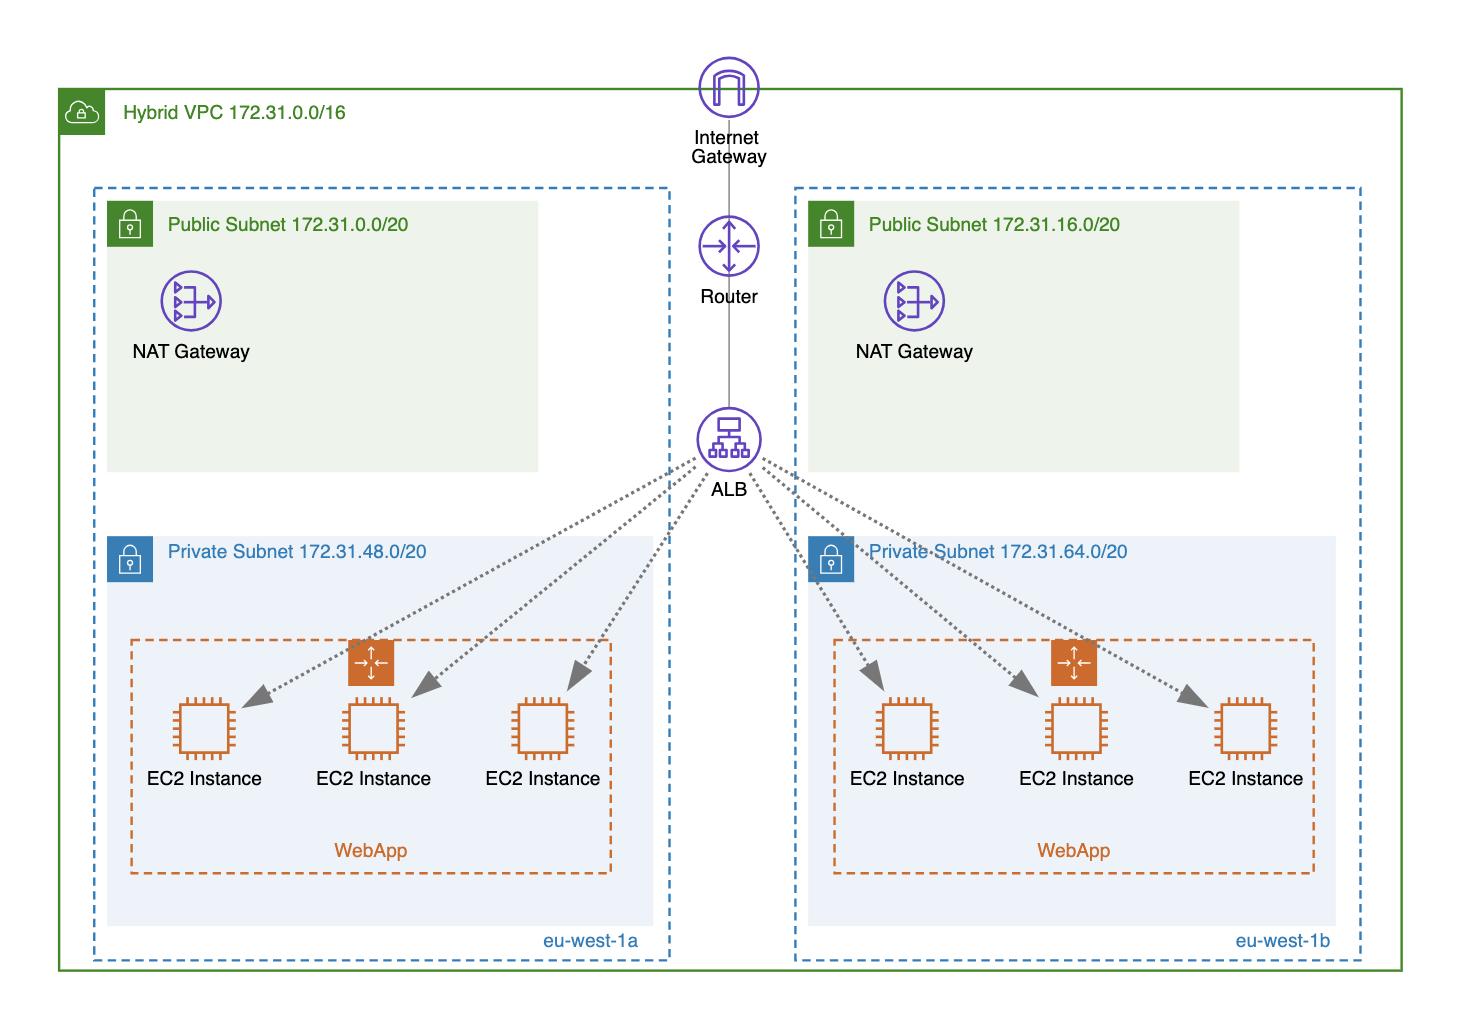 Hybrid VPC 172.31.0.0/16
Internet
Gateway
Public Subnet 172.31.0.0/20
Public Subnet 172.31.16.0/20
Router
NAT Gateway
NAT Gateway
ALB
Private Subnet 172.31.48.0/20
Private Subnet 172.31.64.0/20
EC2 Instance
EC2 Instance
EC2 Instance
EC2 Instance
EC2 Instance
EC2 Instance
WebApp
WebApp
eu-west-1a
eu-west-1b